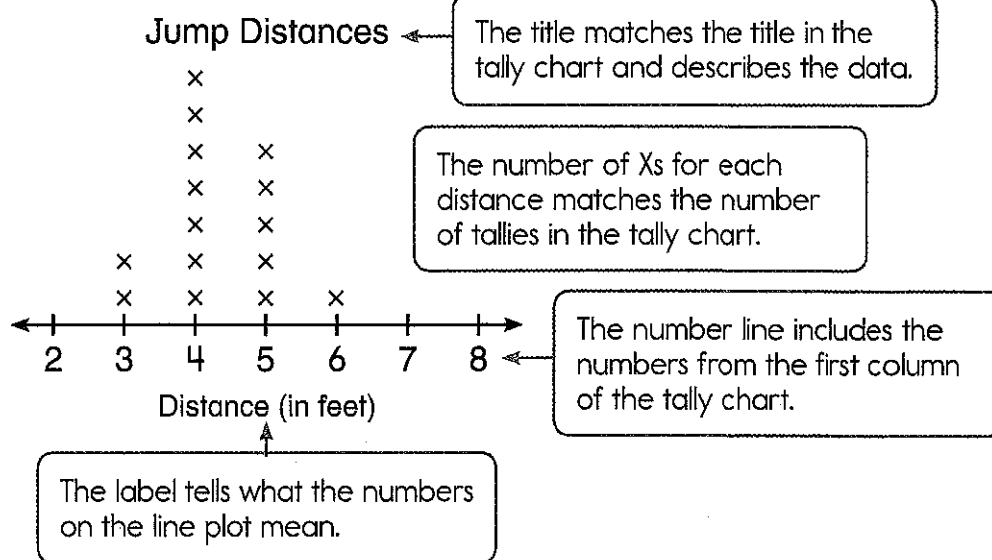 Jump Distances
The title matches the title in the
tally chart and describes the data.
The number of Xs for each
distance matches the number
of tallies in the tally chart.
2 3 4 5 6 7 8
The number line includes the
numbers from the first column
of the tally chart.
Distance (in feet)
The label tells what the numbers
on the line plot mean.